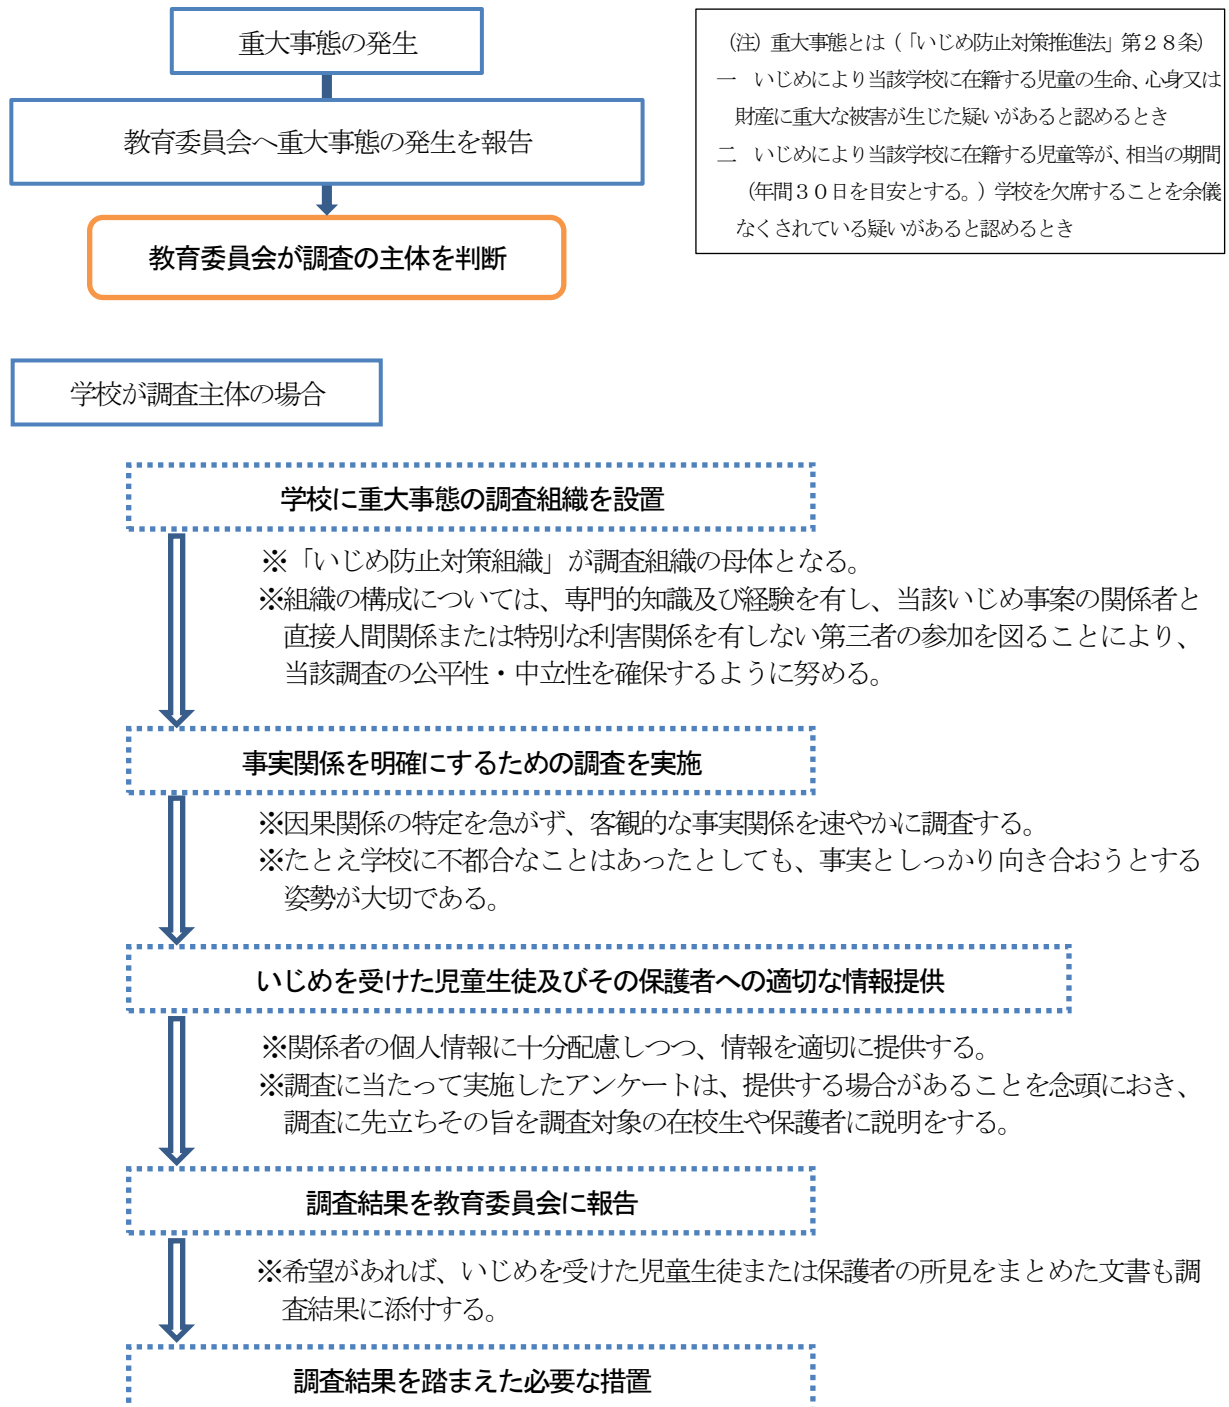 重大事態の発生
教育委員会へ重大事態の発生を報告
教育委員会が調査の主体を判断
（注）重大事態とは（「いじめ防止対策推進法」第２８条）
一　いじめにより当該学校に在籍する児童の生命、心身又は
財産に重大な被害が生じた疑いがあると認めるとき
二　いじめにより当該学校に在籍する児童等が、相当の期間
（年間３０日を目安とする。）学校を欠席することを余儀
なくされている疑いがあると認めるとき
学校が調査主体の場合
学校に重大事態の調査組織を設置
※「いじめ防止対策組織」が調査組織の母体となる。
※組織の構成については、専門的知識及び経験を有し、当該いじめ事案の関係者と
直接人間関係または特別な利害関係を有しない第三者の参加を図ることにより、
当該調査の公平性・中立性を確保するように努める。
事実関係を明確にするための調査を実施
※因果関係の特定を急がず、客観的な事実関係を速やかに調査する。
※たとえ学校に不都合なことはあったとしても、事実としっかり向き合おうとする
姿勢が大切である。
いじめを受けた児童生徒及びその保護者への適切な情報提供
※関係者の個人情報に十分配慮しつつ、情報を適切に提供する。
※調査に当たって実施したアンケートは、提供する場合があることを念頭におき、
調査に先立ちその旨を調査対象の在校生や保護者に説明をする。
調査結果を教育委員会に報告
※希望があれば、いじめを受けた児童生徒または保護者の所見をまとめた文書も調
査結果に添付する。
調査結果を踏まえた必要な措置